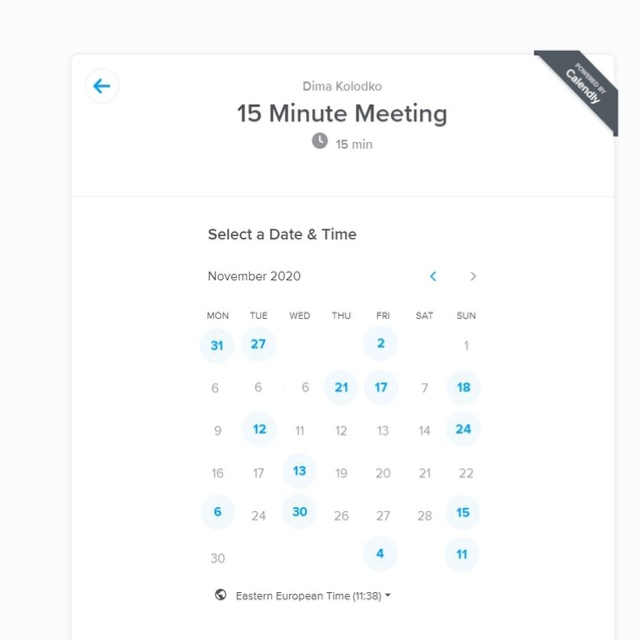 POWERED BY
Calendly
Dima Kolodko
15 Minute Meeting
15 min
Select a Date & Time
November 2020
MON TUE WED THU FRI SAT SUN
31 27 2 1
6 6 6 21 17 7 18
9 12 11 12 13 14 24
16 17 13 19 20 21 22
6 24 30 26 27 28 15
30 4 11
Eastern European Time (11:38)